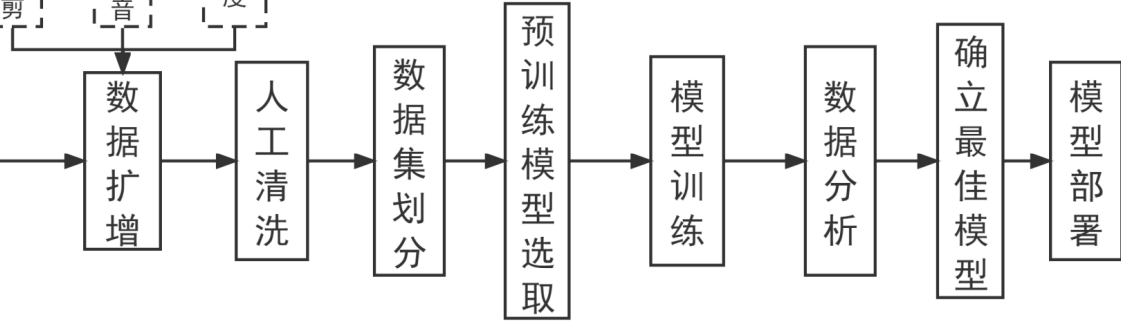 剪
音
度
数据扩增
人工清洗
数据集划分
预训练模型选取
模型训练
数据分析
确立最佳模型
模型部署